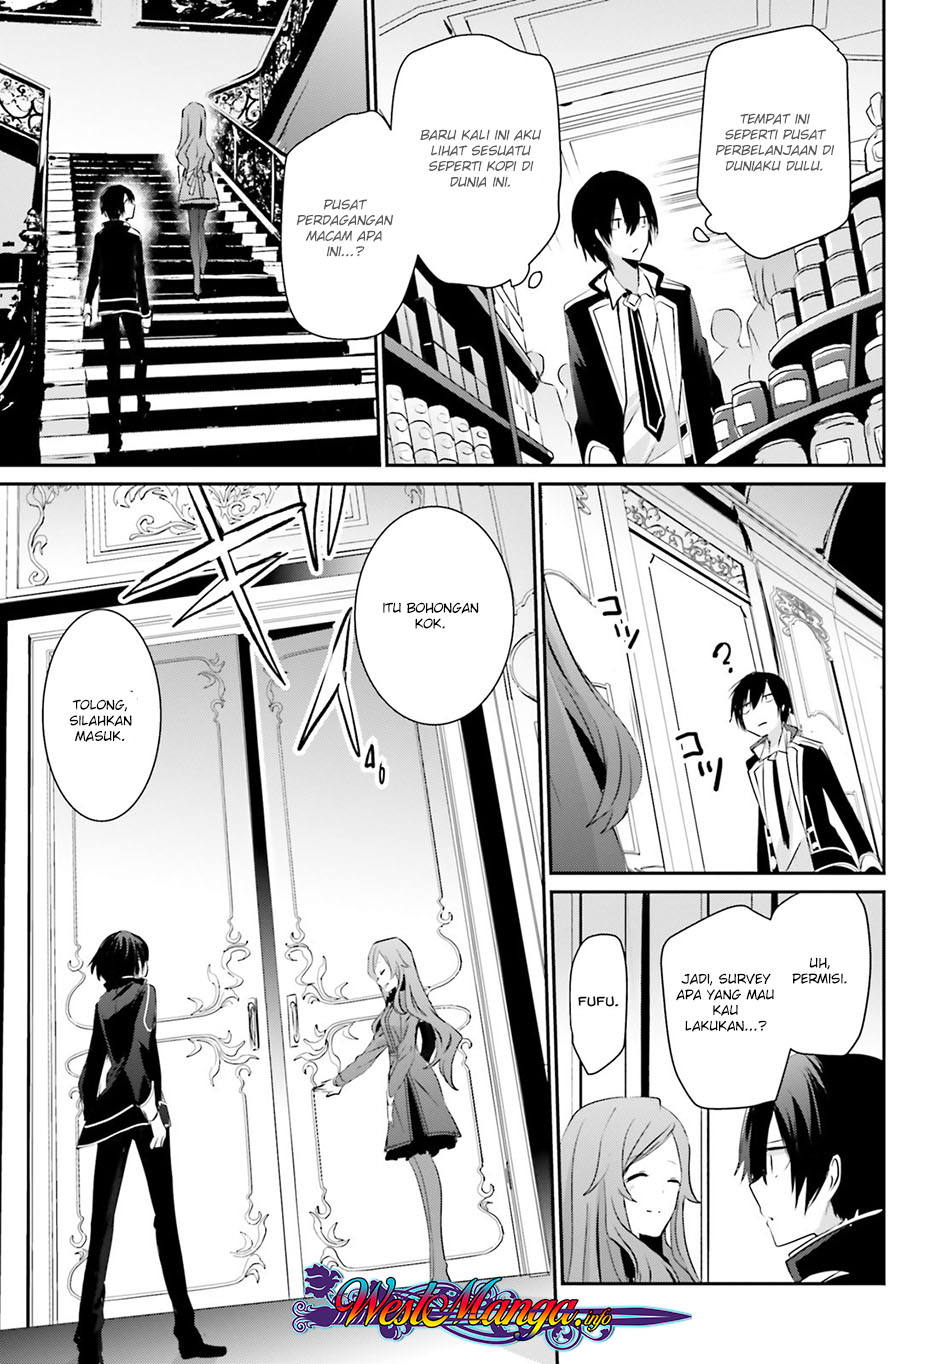 TEMPAT INI
SEPERTI PUSAT
PERBELANJAAN DI
DUNIAKU DULU.
BARU KALI INI AKU
LIHAT SESUATU
SEPERTI KOPI DI
DUNIA INI.
PUSAT
PERDAGANGAN
MACAM APA
INI...?
コツ
?
コツ
UH,
PERMISI.
JADI, SURVEY
APA YANG MAU
KAU
LAKUKAN...?
FUFU.
ITU BOHONGAN
KOK.
TOLONG,
SILAHKAN
MASUK.
WestManga.info